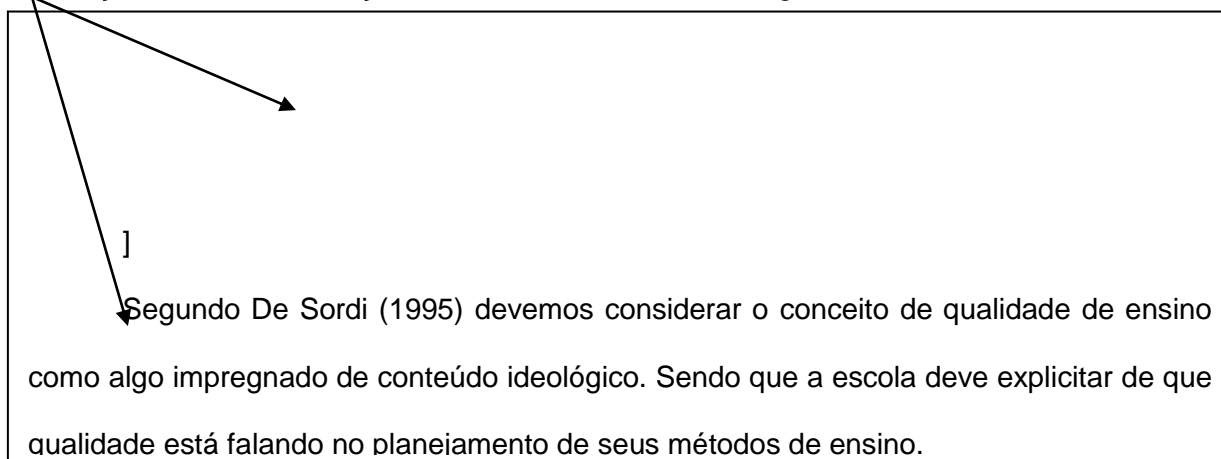 ]
Segundo De Sordi (1995) devemos considerar o conceito de qualidade de ensino
como algo impregnado de conteúdo ideológico. Sendo que a escola deve explicitar de que
qualidade está falando no planejamento de seus métodos de ensino.